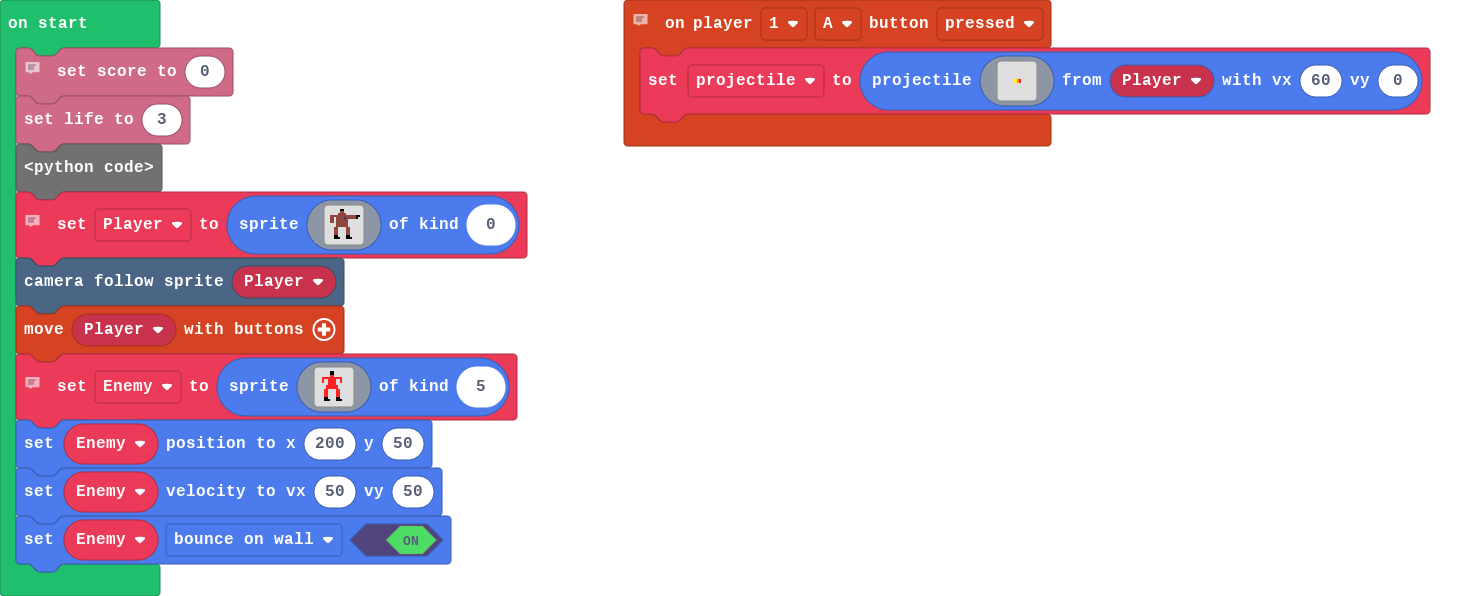 on start
set score to 0
set life to 3
<python code>
set Player to sprite of kind 0
camera follow sprite Player
move Player with buttons
set Enemy to sprite of kind 5
set Enemy position to x 200 y 50
set Enemy velocity to vx 50 vy 50
set Enemy bounce on wall ON
on player 1 A button pressed
set projectile to projectile from Player with vx 60 vy 0